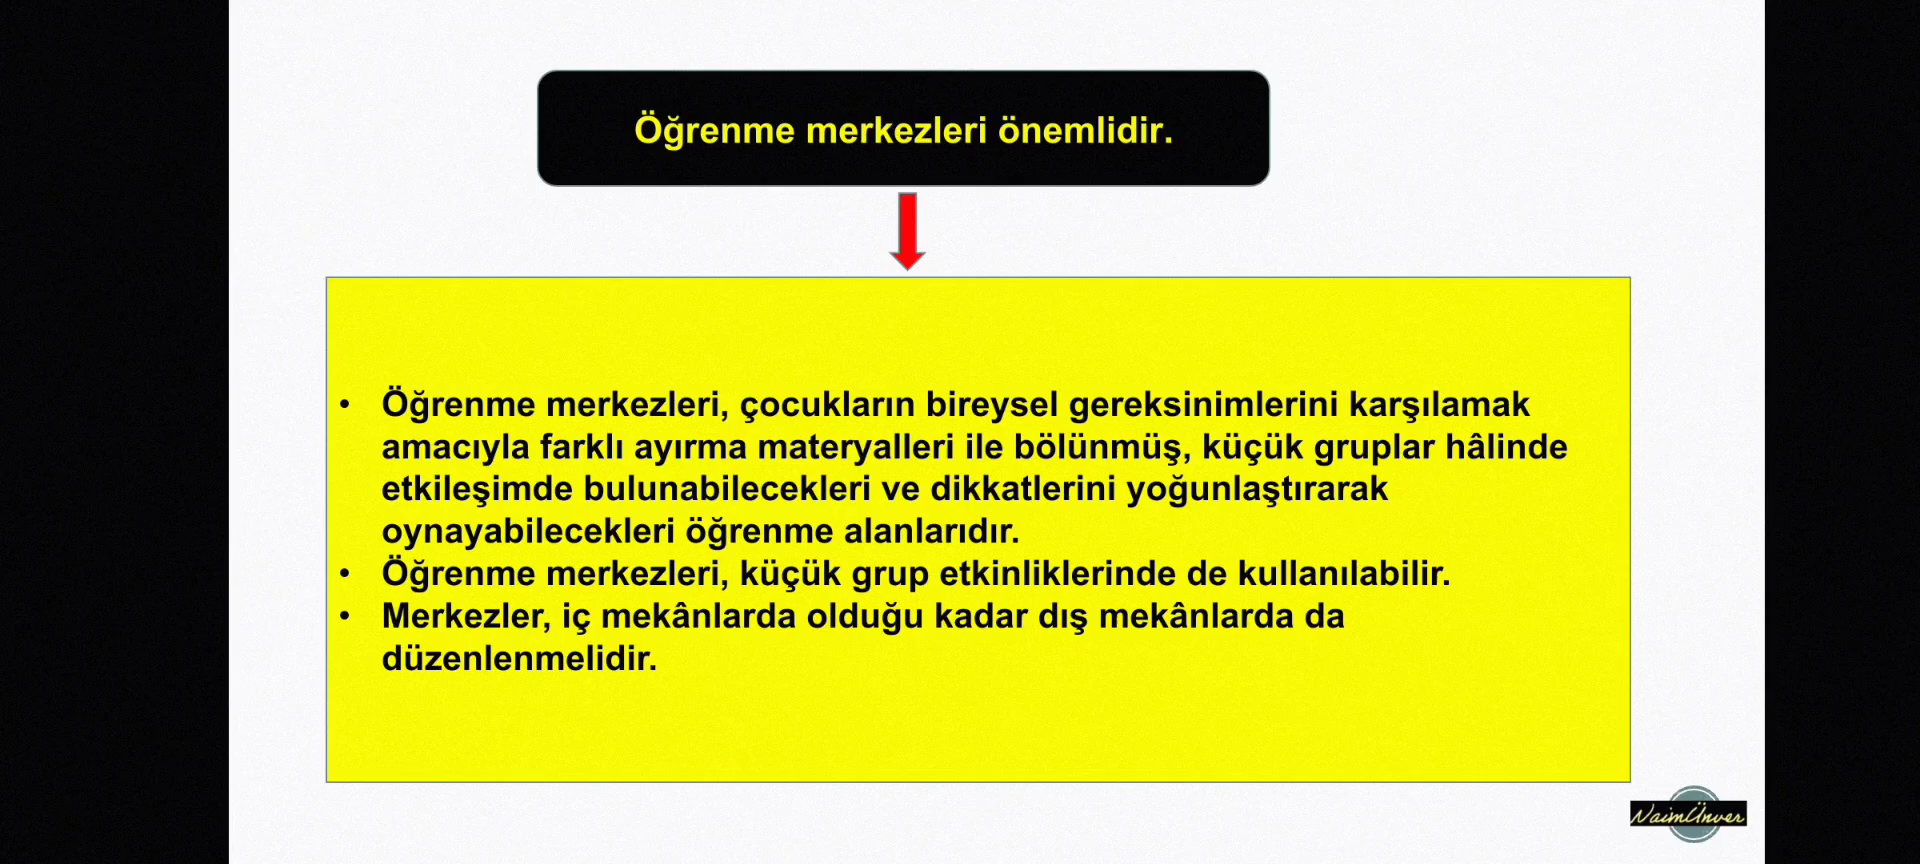 Öğrenme merkezleri önemlidir.
• Öğrenme merkezleri, çocukların bireysel gereksinimlerini karşılamak
amacıyla farklı ayırma materyalleri ile bölünmüş, küçük gruplar hâlinde
etkileşimde bulunabilecekleri ve dikkatlerini yoğunlaştırarak
oynayabilecekleri öğrenme alanlarıdır.
• Öğrenme merkezleri, küçük grup etkinliklerinde de kullanılabilir.
• Merkezler, iç mekânlarda olduğu kadar dış mekânlarda da
düzenlenmelidir.
NaimÜnver